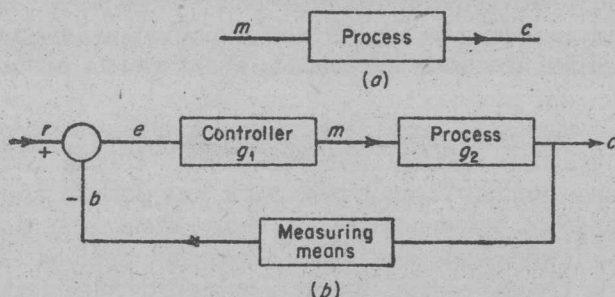 m Process c
(a)
r e Controller g₁ m Process g₂ c
+
- b
Measuring means
(b)